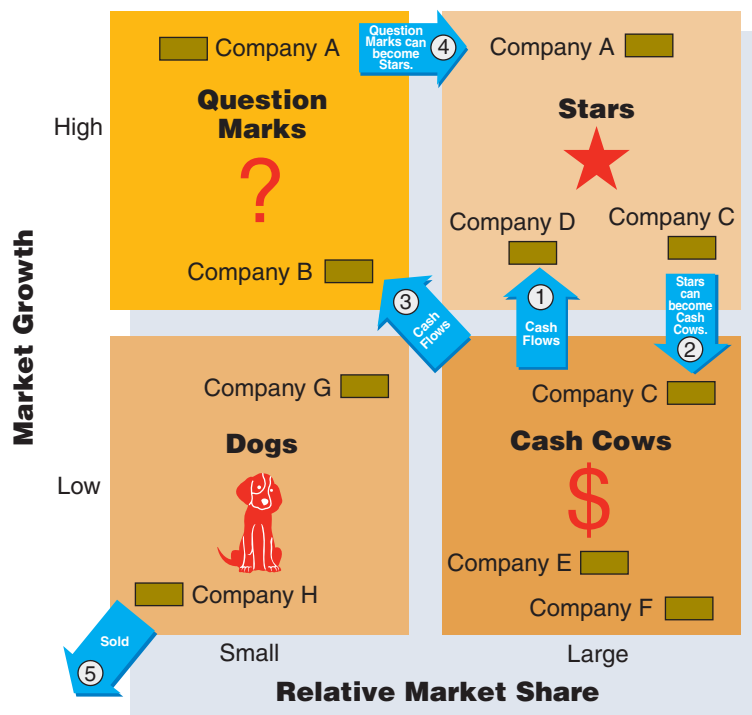 Company A
Question
Marks can
become
Stars.
4
Company A
Question
Marks
?
Stars
High
Company D
Company C
Company B
3
Cash
Flows
1
Cash
Flows
Stars
can
become
Cash
Cows.
2
Market Growth
Company G
Company C
Dogs
Cash Cows
$
Low
Company E
Company H
Company F
Sold
5
Small
Large
Relative Market Share